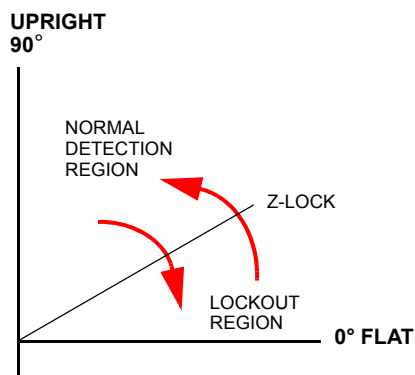 UPRIGHT
90°
NORMAL
DETECTION
REGION
Z-LOCK
LOCKOUT
REGION
0° FLAT